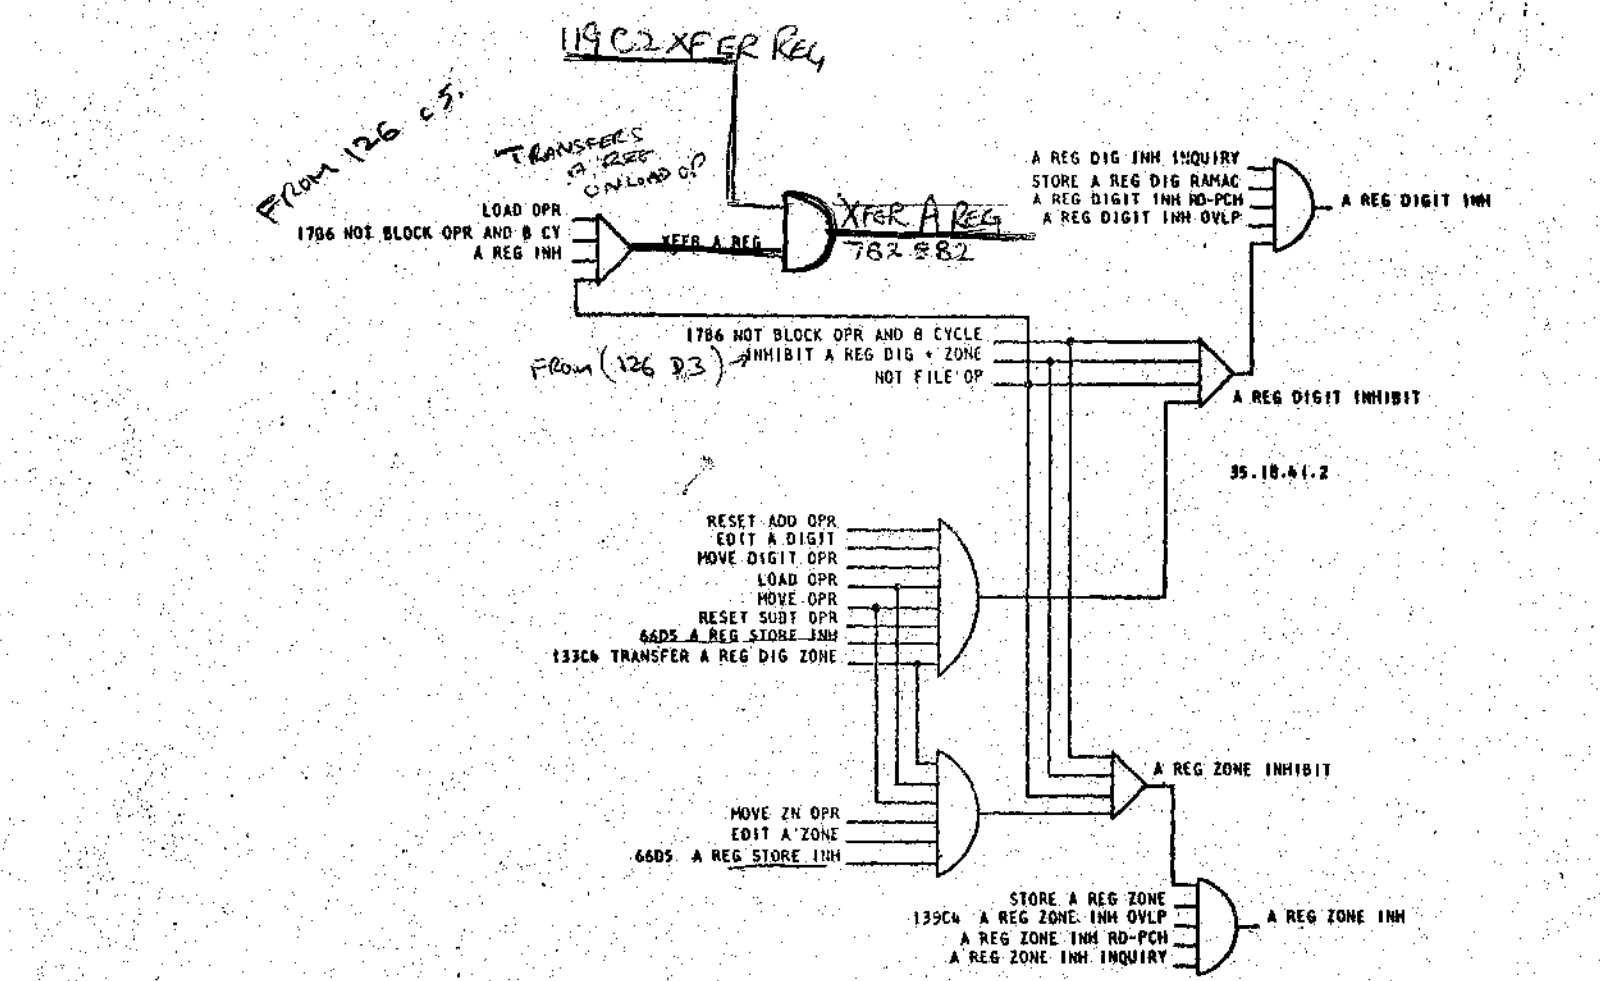 119 C2 XFER REG
FROM 126 C5.
TRANSFERS
A REG
ON LOAD OP
LOAD OPR
17B6 NOT BLOCK OPR AND B CY
A REG INH
XFER A REG
XFER A REG
782 882
A REG DIG INH INQUIRY
STORE A REG DIG RAMAC
A REG DIGIT INH RD-PCH
A REG DIGIT INH OVLP
A REG DIGIT INH
17B6 NOT BLOCK OPR AND B CYCLE
FROM (126 D3) → INHIBIT A REG DIG + ZONE
NOT FILE OP
A REG DIGIT INHIBIT
35.18.41.2
RESET ADD OPR
EDIT A DIGIT
MOVE DIGIT OPR
LOAD OPR
MOVE OPR
RESET SUBT OPR
66D5 A REG STORE INH
133C4 TRANSFER A REG DIG ZONE
A REG ZONE INHIBIT
MOVE ZN OPR
EDIT A ZONE
66D5 A REG STORE INH
STORE A REG ZONE
139C4 A REG ZONE INH OVLP
A REG ZONE INH RD-PCH
A REG ZONE INH INQUIRY
A REG ZONE INH